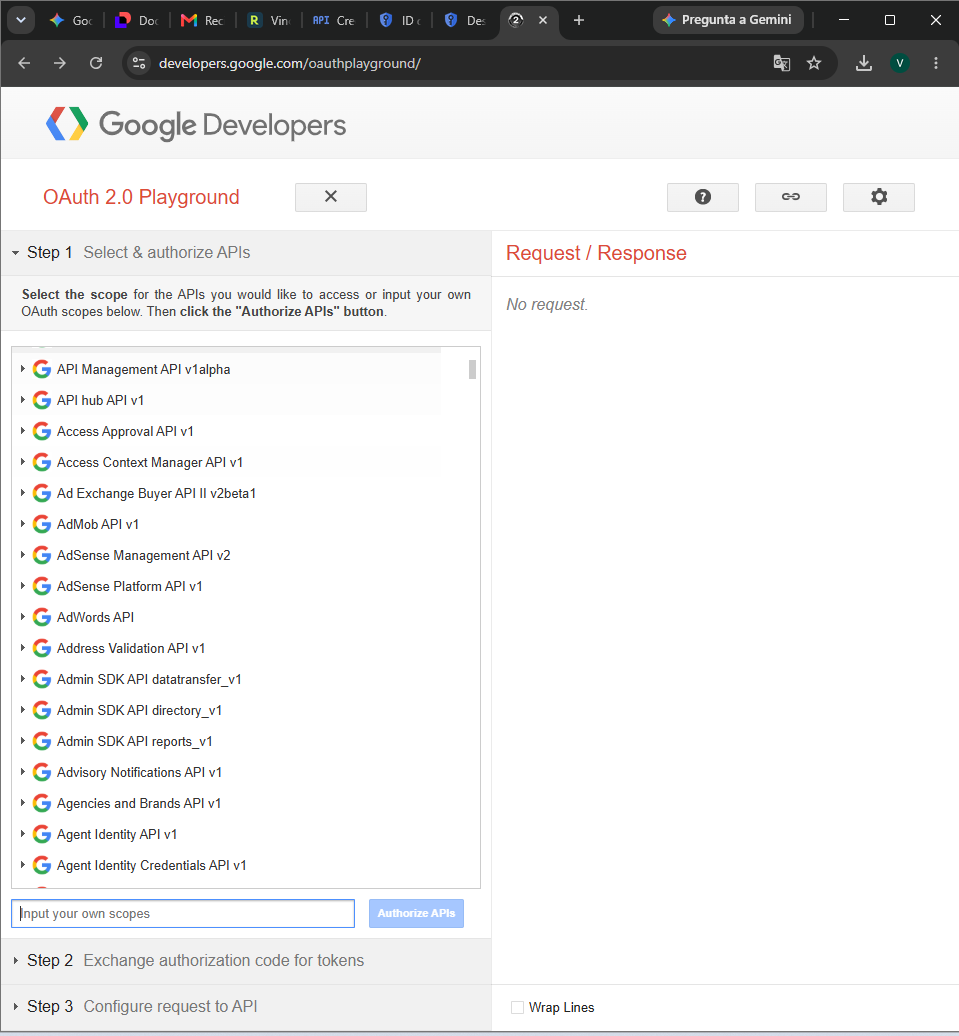 Goc
Doc
Rec
R
Vin
API
Cre
ID c
Des
2
Pregunta a Gemini
developers.google.com/oauthplayground/
V
Google Developers
OAuth 2.0 Playground
Step 1 Select & authorize APIs
Select the scope for the APIs you would like to access or input your own
OAuth scopes below. Then click the "Authorize APIs" button.
API Management API v1alpha
API hub API v1
Access Approval API v1
Access Context Manager API v1
Ad Exchange Buyer API II v2beta1
AdMob API v1
AdSense Management API v2
AdSense Platform API v1
AdWords API
Address Validation API v1
Admin SDK API datatransfer_v1
Admin SDK API directory_v1
Admin SDK API reports_v1
Advisory Notifications API v1
Agencies and Brands API v1
Agent Identity API v1
Agent Identity Credentials API v1
Input your own scopes
Authorize APIs
Step 2 Exchange authorization code for tokens
Step 3 Configure request to API
Request / Response
No request.
Wrap Lines